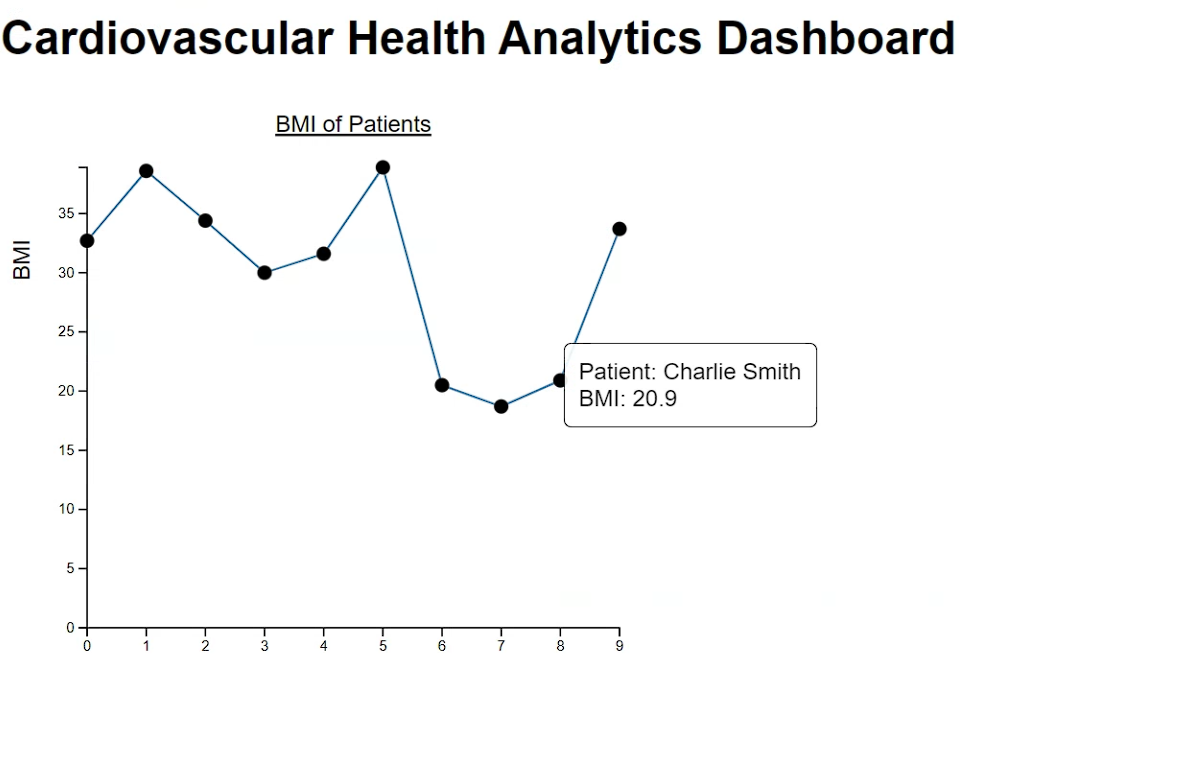 Cardiovascular Health Analytics Dashboard
BMI of Patients
BMI
35
30
25
20
15
10
5
0
Patient: Charlie Smith
BMI: 20.9
0 1 2 3 4 5 6 7 8 9